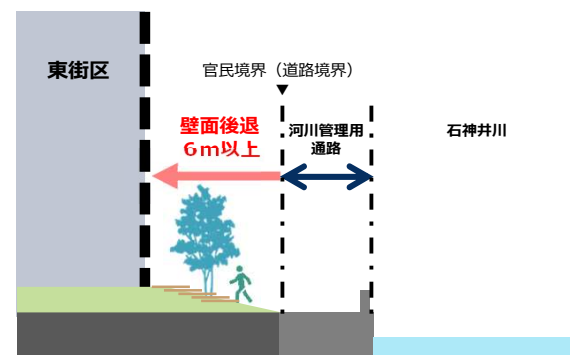 東街区
官民境界（道路境界）
▼
壁面後退
６ｍ以上
河川管理用
通路
石神井川